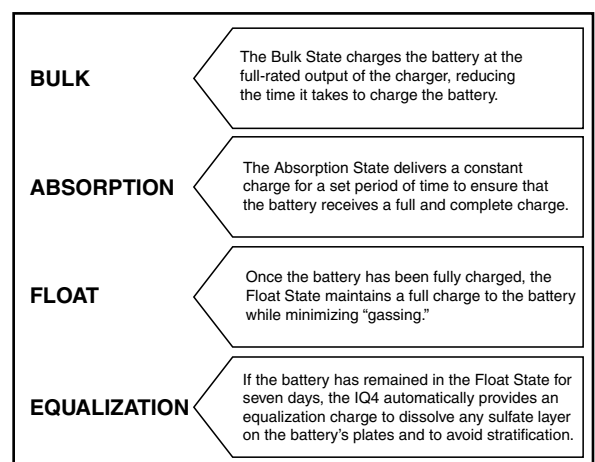 BULK
The Bulk State charges the battery at the
full-rated output of the charger, reducing
the time it takes to charge the battery.
ABSORPTION
The Absorption State delivers a constant
charge for a set period of time to ensure that
the battery receives a full and complete charge.
FLOAT
Once the battery has been fully charged, the
Float State maintains a full charge to the battery
while minimizing “gassing.”
EQUALIZATION
If the battery has remained in the Float State for
seven days, the IQ4 automatically provides an
equalization charge to dissolve any sulfate layer
on the battery’s plates and to avoid stratification.